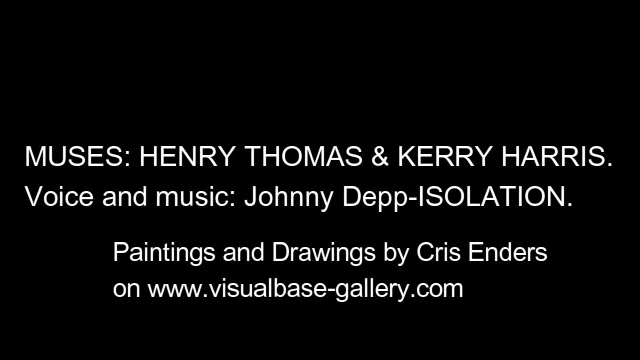 MUSES: HENRY THOMAS & KERRY HARRIS.
Voice and music: Johnny Depp-ISOLATION.
Paintings and Drawings by Cris Enders
on www.visualbase-gallery.com